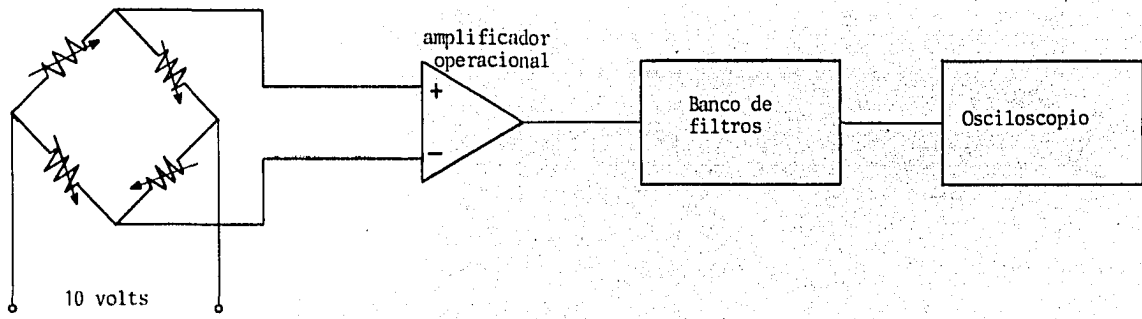 amplificador
operacional
+
−
Banco de
filtros
Osciloscopio
10 volts